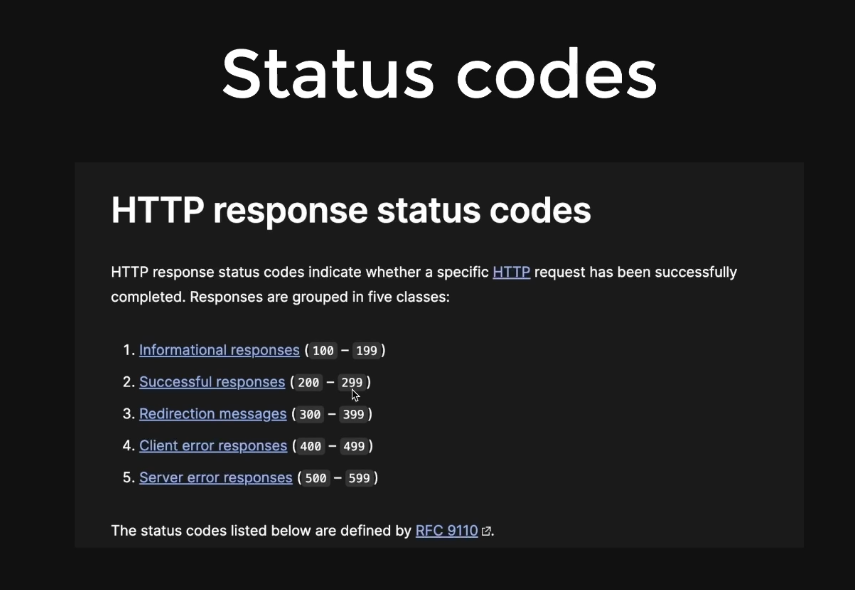 Status codes
HTTP response status codes
HTTP response status codes indicate whether a specific HTTP request has been successfully
completed. Responses are grouped in five classes:
1. Informational responses (100 – 199)
2. Successful responses (200 – 299)
3. Redirection messages (300 – 399)
4. Client error responses (400 – 499)
5. Server error responses (500 – 599)
The status codes listed below are defined by RFC 9110.